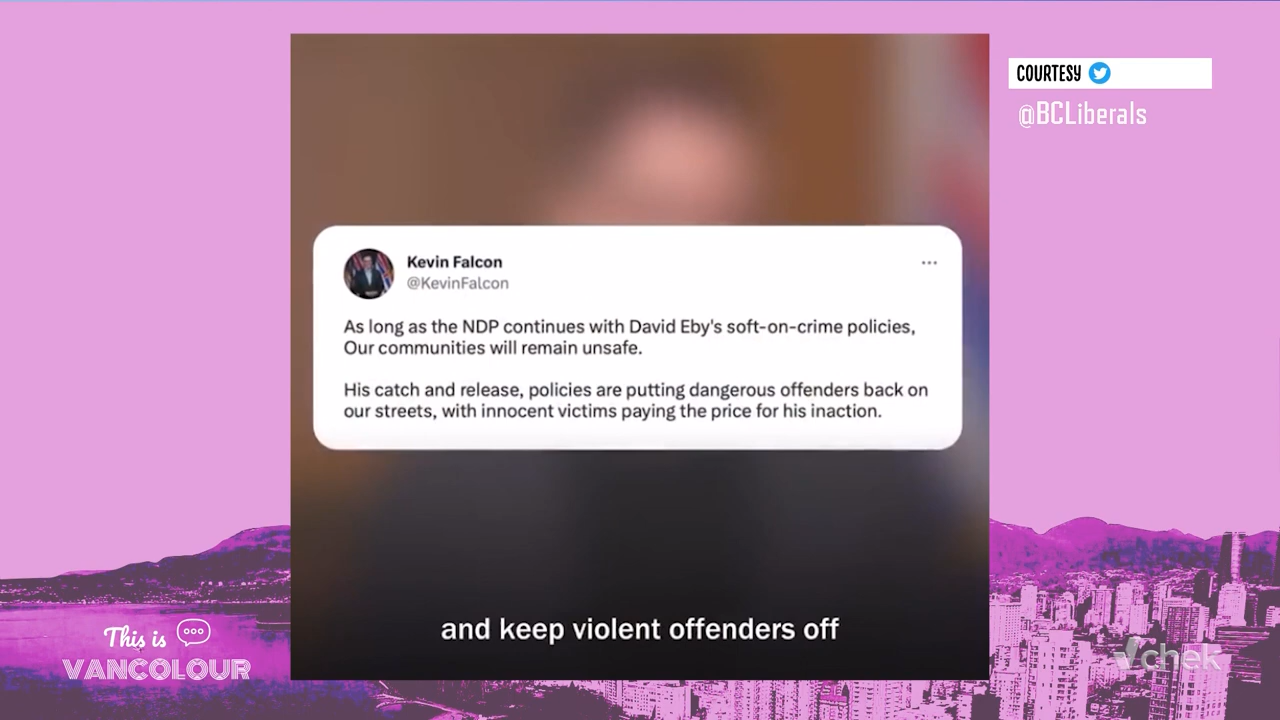 COURTESY
@BCLiberals
Kevin Falcon
@KevinFalcon
As long as the NDP continues with David Eby's soft-on-crime policies,
Our communities will remain unsafe.
His catch and release, policies are putting dangerous offenders back on
our streets, with innocent victims paying the price for his inaction.
and keep violent offenders off
This is
VANCOLOUR
chek